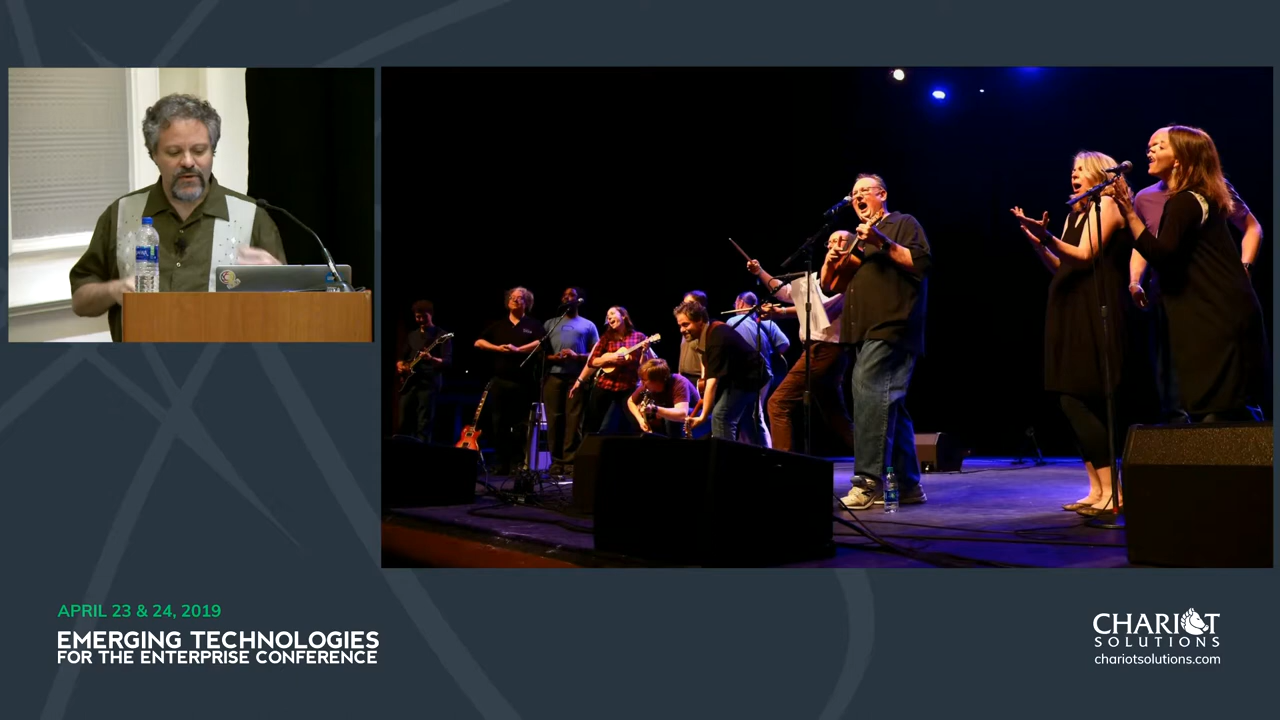 APRIL 23 & 24, 2019
EMERGING TECHNOLOGIES
FOR THE ENTERPRISE CONFERENCE
CHARIOT
SOLUTIONS
chariotsolutions.com